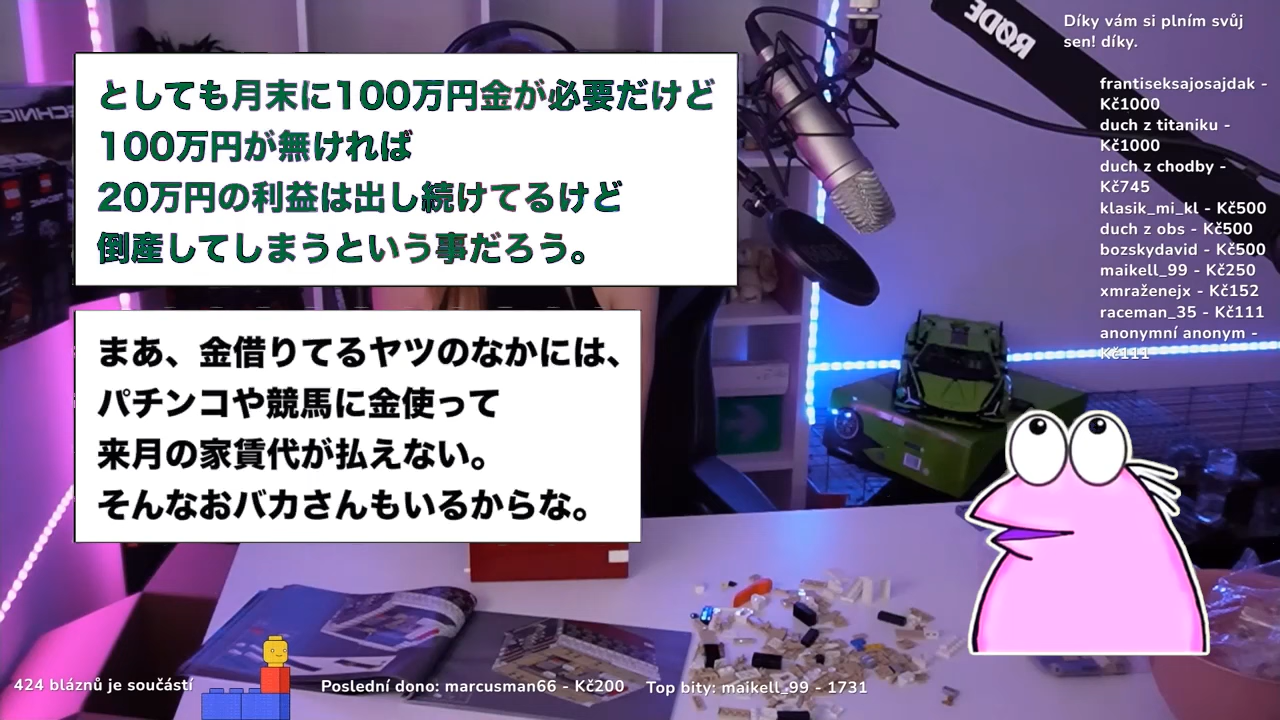 としても月末に100万円金が必要だけど
100万円が無ければ
20万円の利益は出し続けてるけど
倒産してしまうという事だろう。
まあ、金借りてるヤツのなかには、
パチンコや競馬に金使って
来月の家賃代が払えない。
そんなおバカさんもいるからな。
RØDE
Díky vám si plním svůj
sen! díky.
frantiseksajosajdak -
Kč1000
duch z titaniku -
Kč1000
duch z chodby -
Kč745
klasik_mi_kl - Kč500
duch z obs - Kč500
bozskydavid - Kč500
maikell_99 - Kč250
xmraženejx - Kč152
raceman_35 - Kč111
anonymní anonym -
Kč111
TECHNIC
424 bláznů je součástí
Poslední dono: marcusman66 - Kč200
Top bity: maikell_99 - 1731